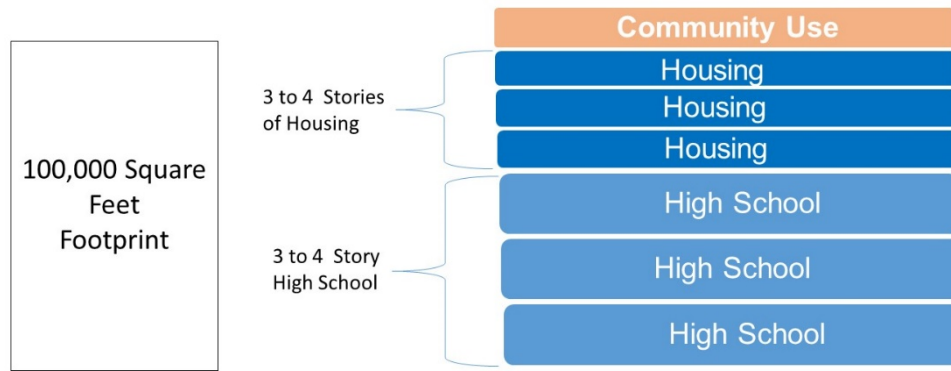 100,000 Square
Feet
Footprint
3 to 4 Stories
of Housing
3 to 4 Story
High School
Community Use
Housing
Housing
Housing
High School
High School
High School